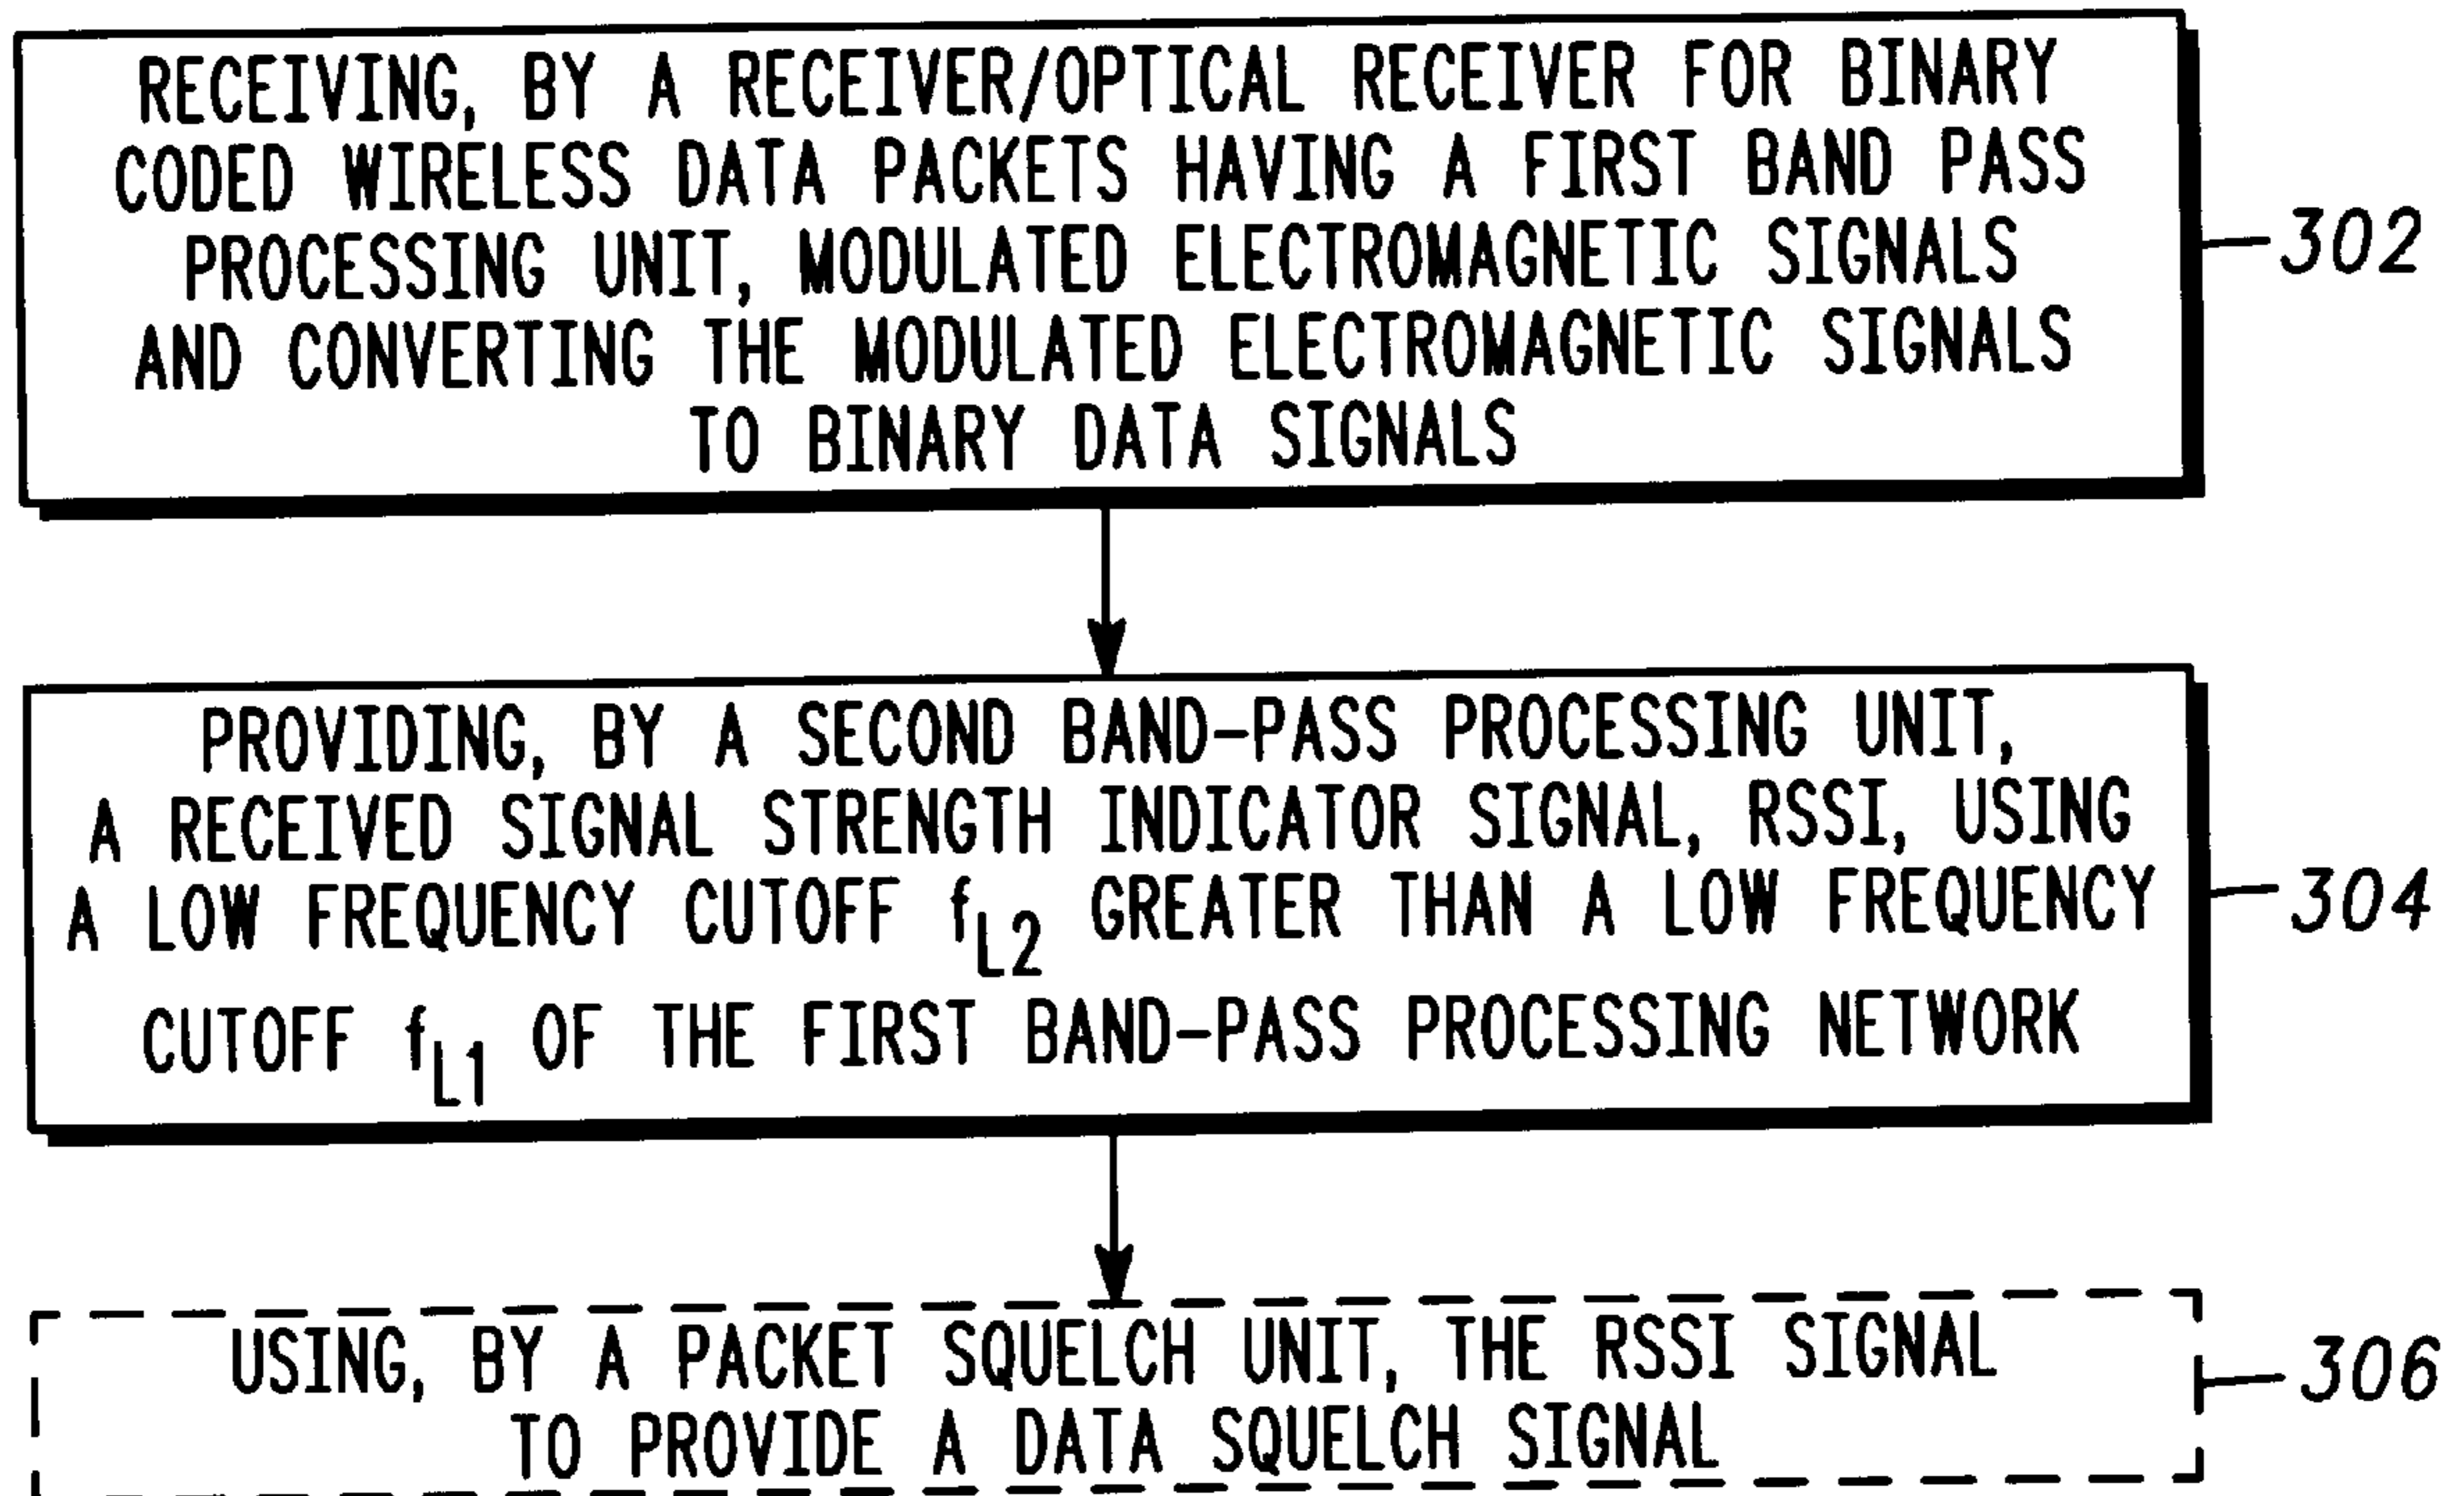 RECEIVING, BY A RECEIVER/OPTICAL RECEIVER FOR BINARY
CODED WIRELESS DATA PACKETS HAVING A FIRST BAND PASS
PROCESSING UNIT, MODULATED ELECTROMAGNETIC SIGNALS
AND CONVERTING THE MODULATED ELECTROMAGNETIC SIGNALS
TO BINARY DATA SIGNALS
302
PROVIDING, BY A SECOND BAND-PASS PROCESSING UNIT,
A RECEIVED SIGNAL STRENGTH INDICATOR SIGNAL, RSSI, USING
A LOW FREQUENCY CUTOFF fL2 GREATER THAN A LOW FREQUENCY
CUTOFF fL1 OF THE FIRST BAND-PASS PROCESSING NETWORK
304
USING, BY A PACKET SQUELCH UNIT, THE RSSI SIGNAL
TO PROVIDE A DATA SQUELCH SIGNAL
306